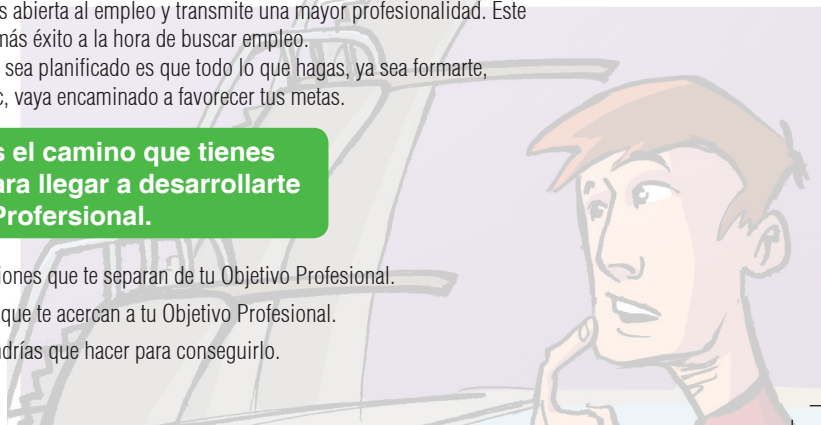 s abierta al empleo y transmite una mayor profesionalidad. Este
más éxito a la hora de buscar empleo.
sea planificado es que todo lo que hagas, ya sea formarte,
c, vaya encaminado a favorecer tus metas.
s el camino que tienes
ara llegar a desarrollarte
Profersional.
iones que te separan de tu Objetivo Profesional.
que te acercan a tu Objetivo Profesional.
ndrías que hacer para conseguirlo.